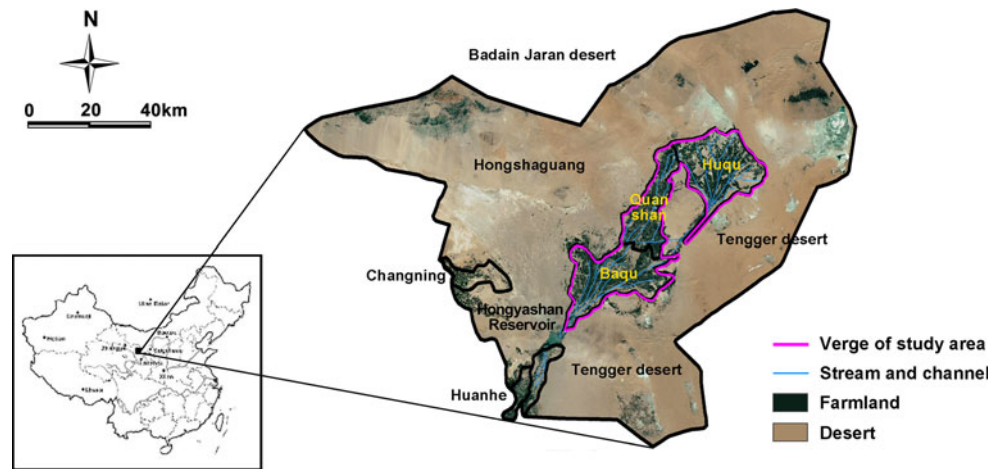 N
0 20 40km
Badain Jaran desert
Hongshaguang
Huqu
Quan
shan
Tengger desert
Changning
Baqu
Hongyashan
Reservoir
Tengger desert
Huanhe
Verge of study area
Stream and channel
Farmland
Desert